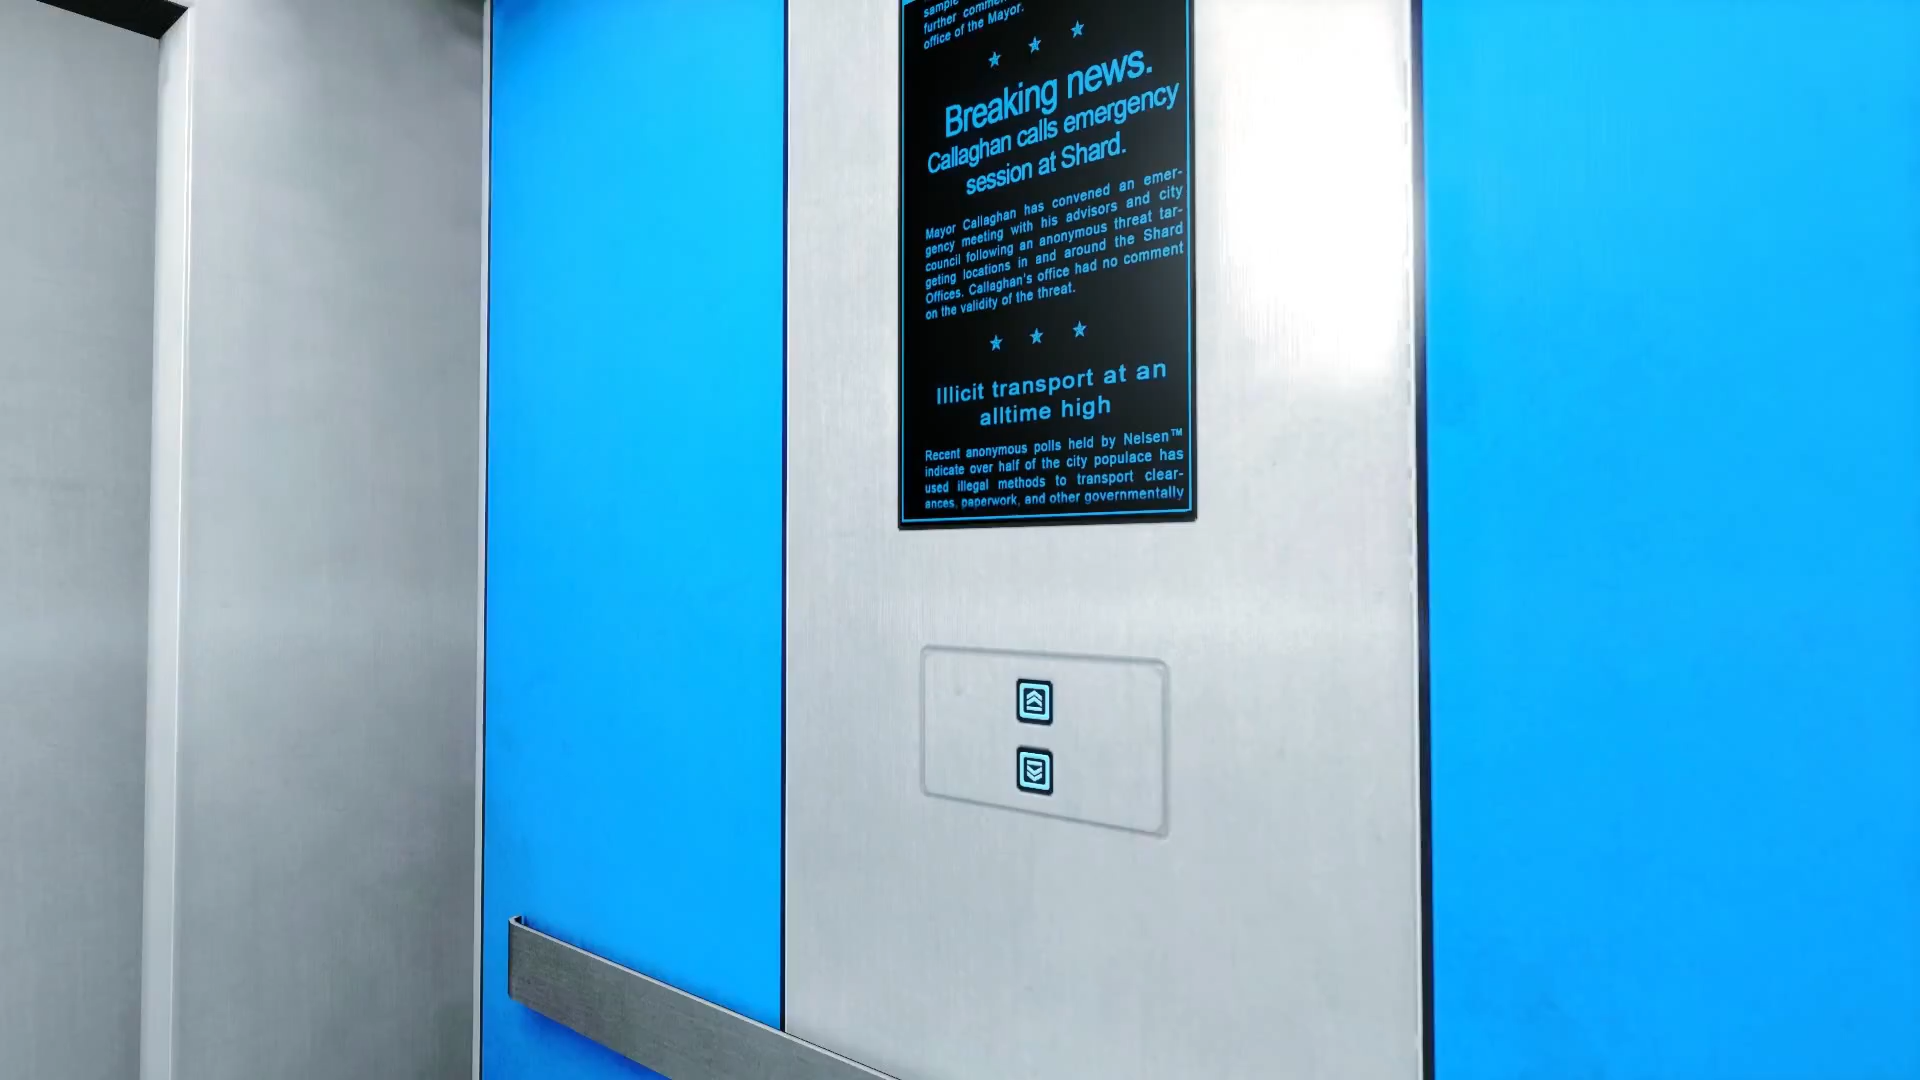 sample
further
office of the Mayor.
Breaking news.
Callaghan calls emergency
session at Shard.
Mayor Callaghan has convened an emer-
gency meeting with his advisors and city
council following an anonymous threat tar-
geting locations in and around the Shard
Offices. Callaghan's office had no comment
on the validity of the threat.
Illicit transport at an
alltime high
Recent anonymous polls held by Nelsen™
indicate over half of the city populace has
used illegal methods to transport clear-
ances, paperwork, and other governmentally